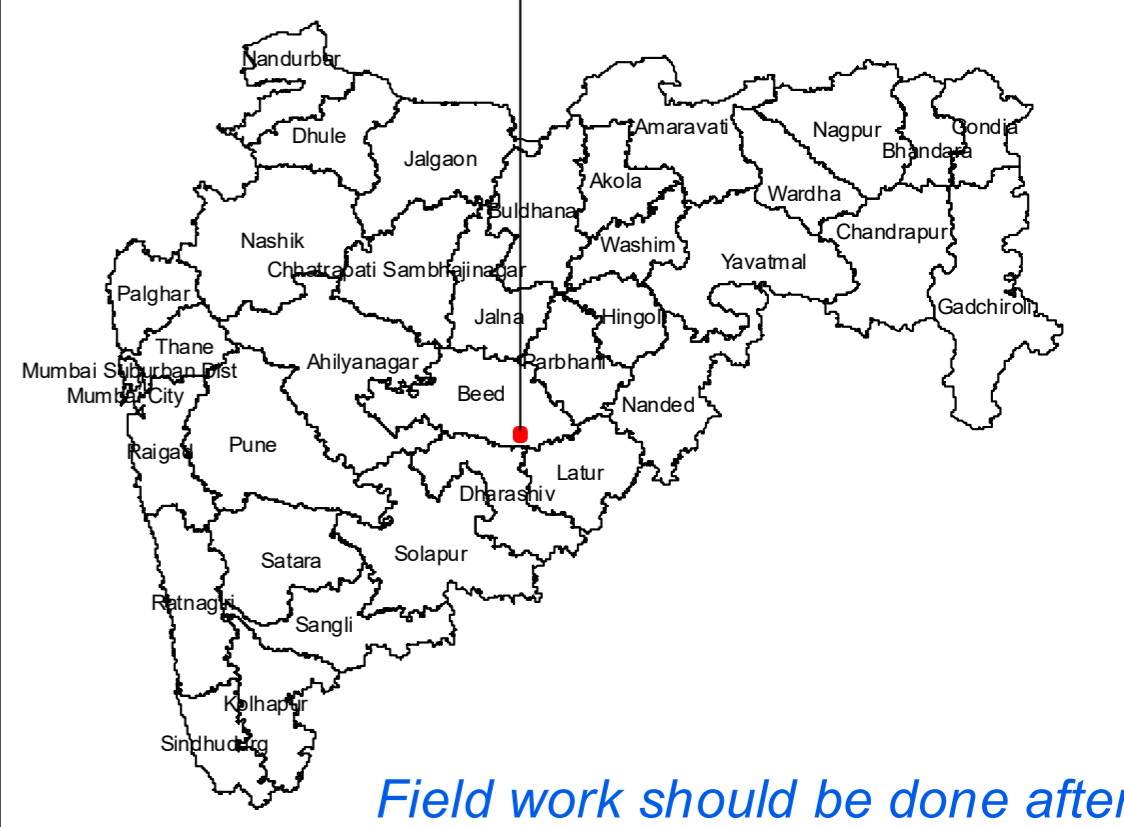 Nandurbar
Amaravati
Nagpur
Gondia
Dhule
Bhandara
Jalgaon
Akola
Wardha
Buldhana
Chandrapur
Nashik
Washim
Yavatmal
Chhatrapati Sambhajinagar
Palghar
Gadchiroli
Jalna
Hingoli
Thane
Ahilyanagar
Parbhani
Mumbai Suburban Dist
Mumbai City
Beed
Nanded
Pune
Raigad
Latur
Dharashiv
Solapur
Satara
Ratnagiri
Sangli
Kolhapur
Sindhudurg
Field work should be done after